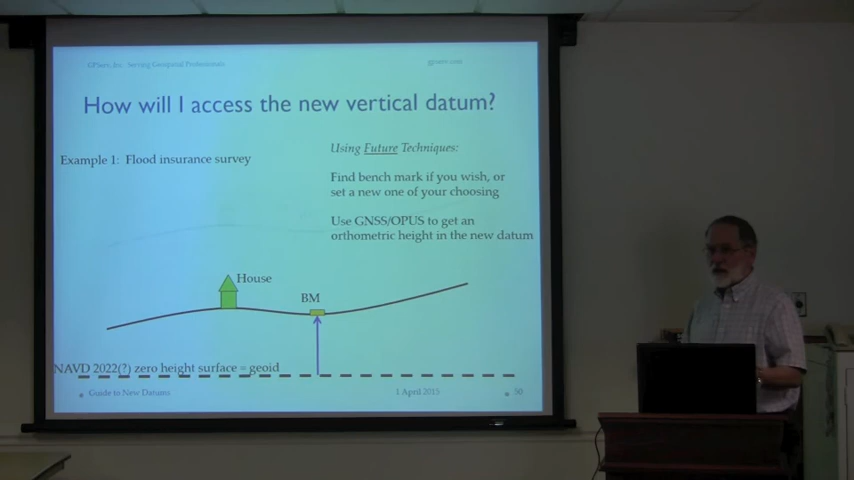 GPServ, Inc. Serving Geospatial Professionals
gpserv.com
How will I access the new vertical datum?
Example 1: Flood insurance survey
Using Future Techniques:
Find bench mark if you wish, or
set a new one of your choosing
Use GNSS/OPUS to get an
orthometric height in the new datum
House
BM
NAVD 2022(?) zero height surface = geoid
Guide to New Datums
1 April 2015
50